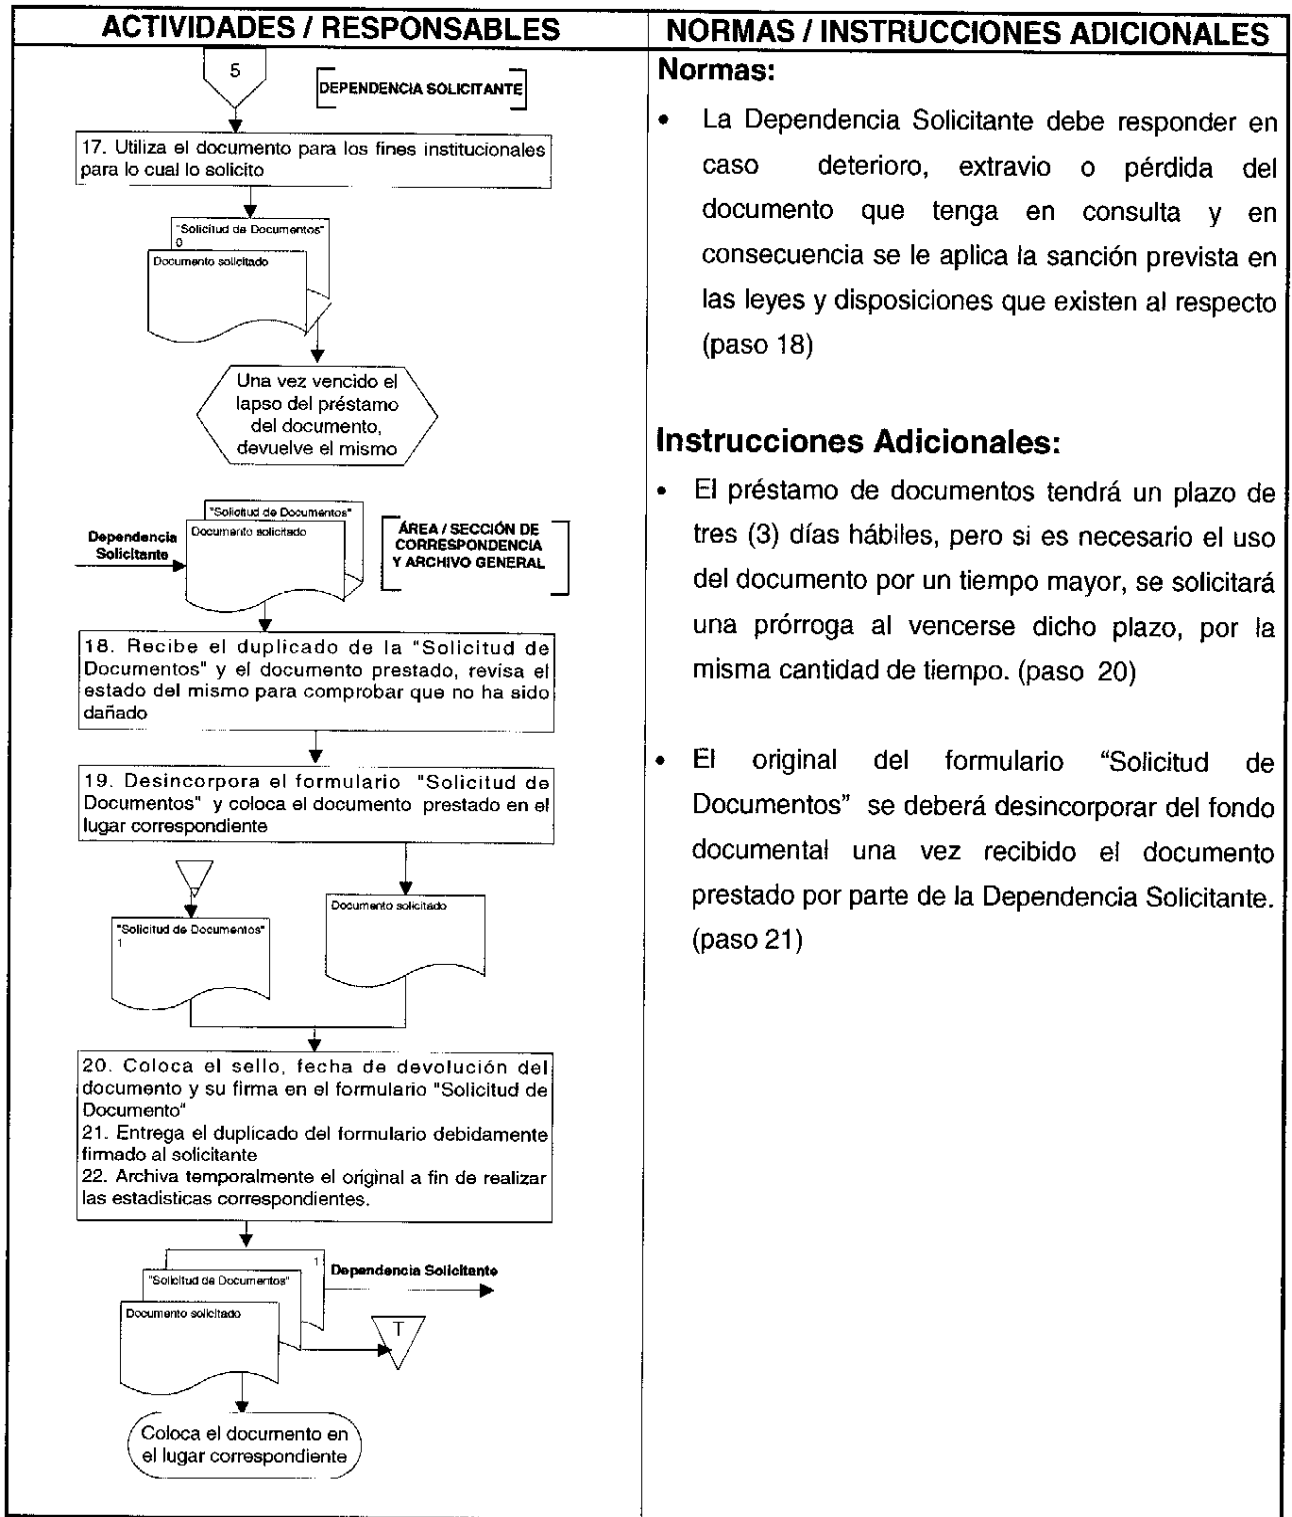 ACTIVIDADES / RESPONSABLES
5
DEPENDENCIA SOLICITANTE
17. Utiliza el documento para los fines institucionales
para lo cual lo solicito
"Solicitud de Documentos"
0
Documento solicitado
Una vez vencido el
lapso del préstamo
del documento,
devuelve el mismo
"Solicitud de Documentos"
Documento solicitado
Dependencia
Solicitante
ÁREA / SECCIÓN DE
CORRESPONDENCIA
Y ARCHIVO GENERAL
18. Recibe el duplicado de la "Solicitud de
Documentos" y el documento prestado, revisa el
estado del mismo para comprobar que no ha sido
dañado
19. Desincorpora el formulario "Solicitud de
Documentos" y coloca el documento prestado en el
lugar correspondiente
"Solicitud de Documentos"
1
Documento solicitado
20. Coloca el sello, fecha de devolución del
documento y su firma en el formulario "Solicitud de
Documento"
21. Entrega el duplicado del formulario debidamente
firmado al solicitante
22. Archiva temporalmente el original a fin de realizar
las estadisticas correspondientes.
1
"Solicitud de Documentos"
Documento solicitado
Dependencia Solicitante
T
Coloca el documento en
el lugar correspondiente
NORMAS / INSTRUCCIONES ADICIONALES
Normas:
• La Dependencia Solicitante debe responder en
caso deterioro, extravio o pérdida del
documento que tenga en consulta y en
consecuencia se le aplica la sanción prevista en
las leyes y disposiciones que existen al respecto
(paso 18)
Instrucciones Adicionales:
• El préstamo de documentos tendrá un plazo de
tres (3) días hábiles, pero si es necesario el uso
del documento por un tiempo mayor, se solicitará
una prórroga al vencerse dicho plazo, por la
misma cantidad de tiempo. (paso 20)
• El original del formulario “Solicitud de
Documentos” se deberá desincorporar del fondo
documental una vez recibido el documento
prestado por parte de la Dependencia Solicitante.
(paso 21)